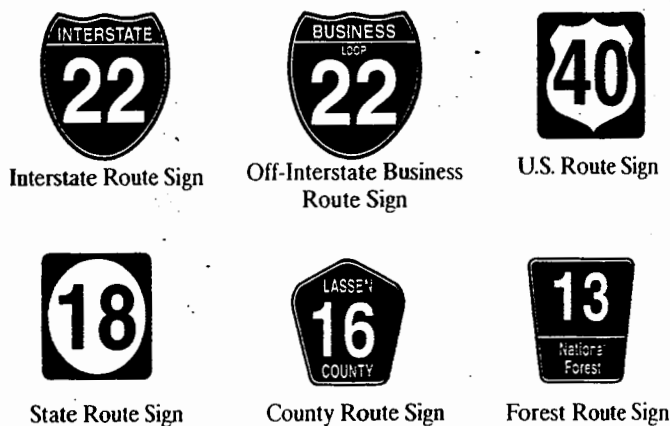 INTERSTATE
22
Interstate Route Sign
BUSINESS
LOOP
22
Off-Interstate Business
Route Sign
40
U.S. Route Sign
18
State Route Sign
LASSEN
16
COUNTY
County Route Sign
13
National
Forest
Forest Route Sign